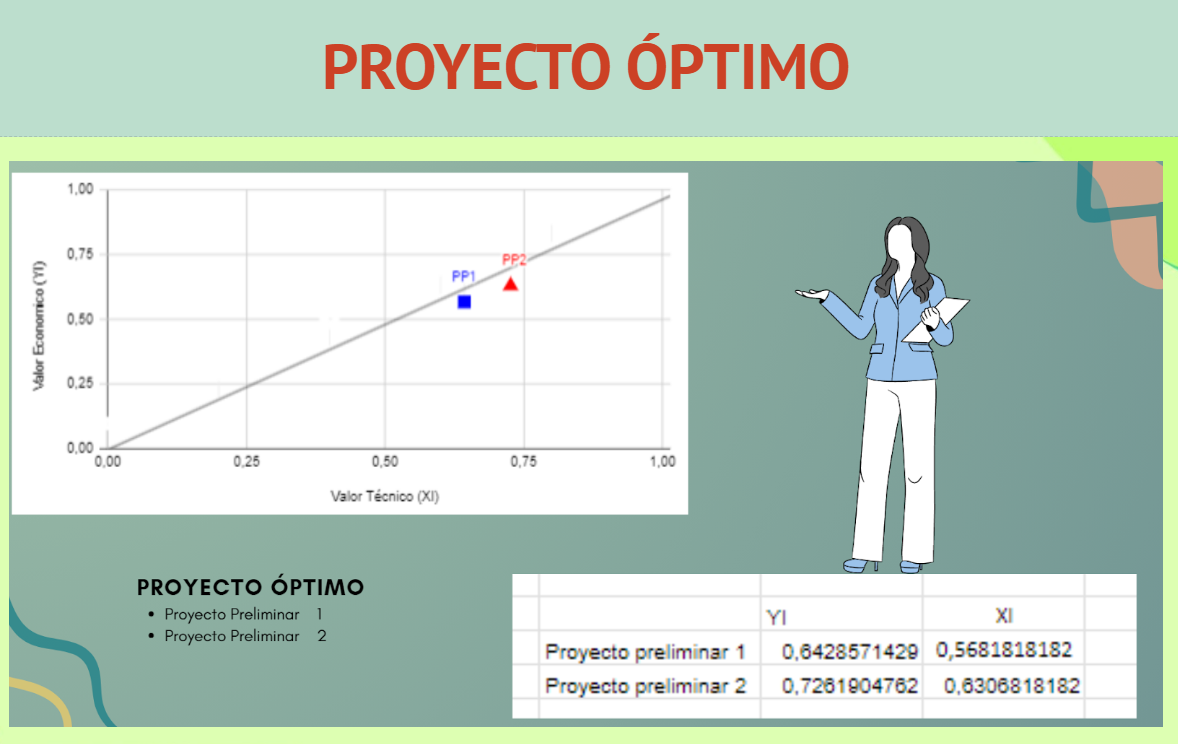 PROYECTO ÓPTIMO
1,00
0,75
0,50
0,25
0,00
Valor Economico (YI)
PP1
PP2
0,00 0,25 0,50 0,75 1,00
Valor Técnico (XI)
PROYECTO ÓPTIMO
• Proyecto Preliminar 1
• Proyecto Preliminar 2
YI XI
Proyecto preliminar 1 0,6428571429 0,5681818182
Proyecto preliminar 2 0,7261904762 0,6306818182